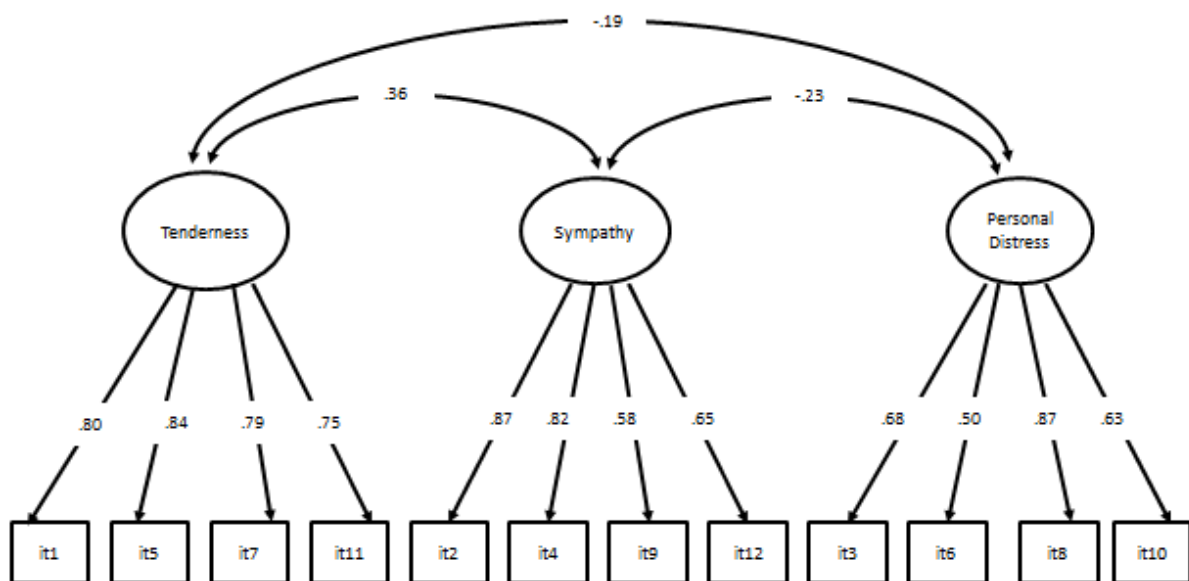 -.19
.36
-.23
Tenderness
Sympathy
Personal
Distress
.80
.84
.79
.75
.87
.82
.58
.65
.68
.50
.87
.63
it1
it5
it7
it11
it2
it4
it9
it12
it3
it6
it8
it10